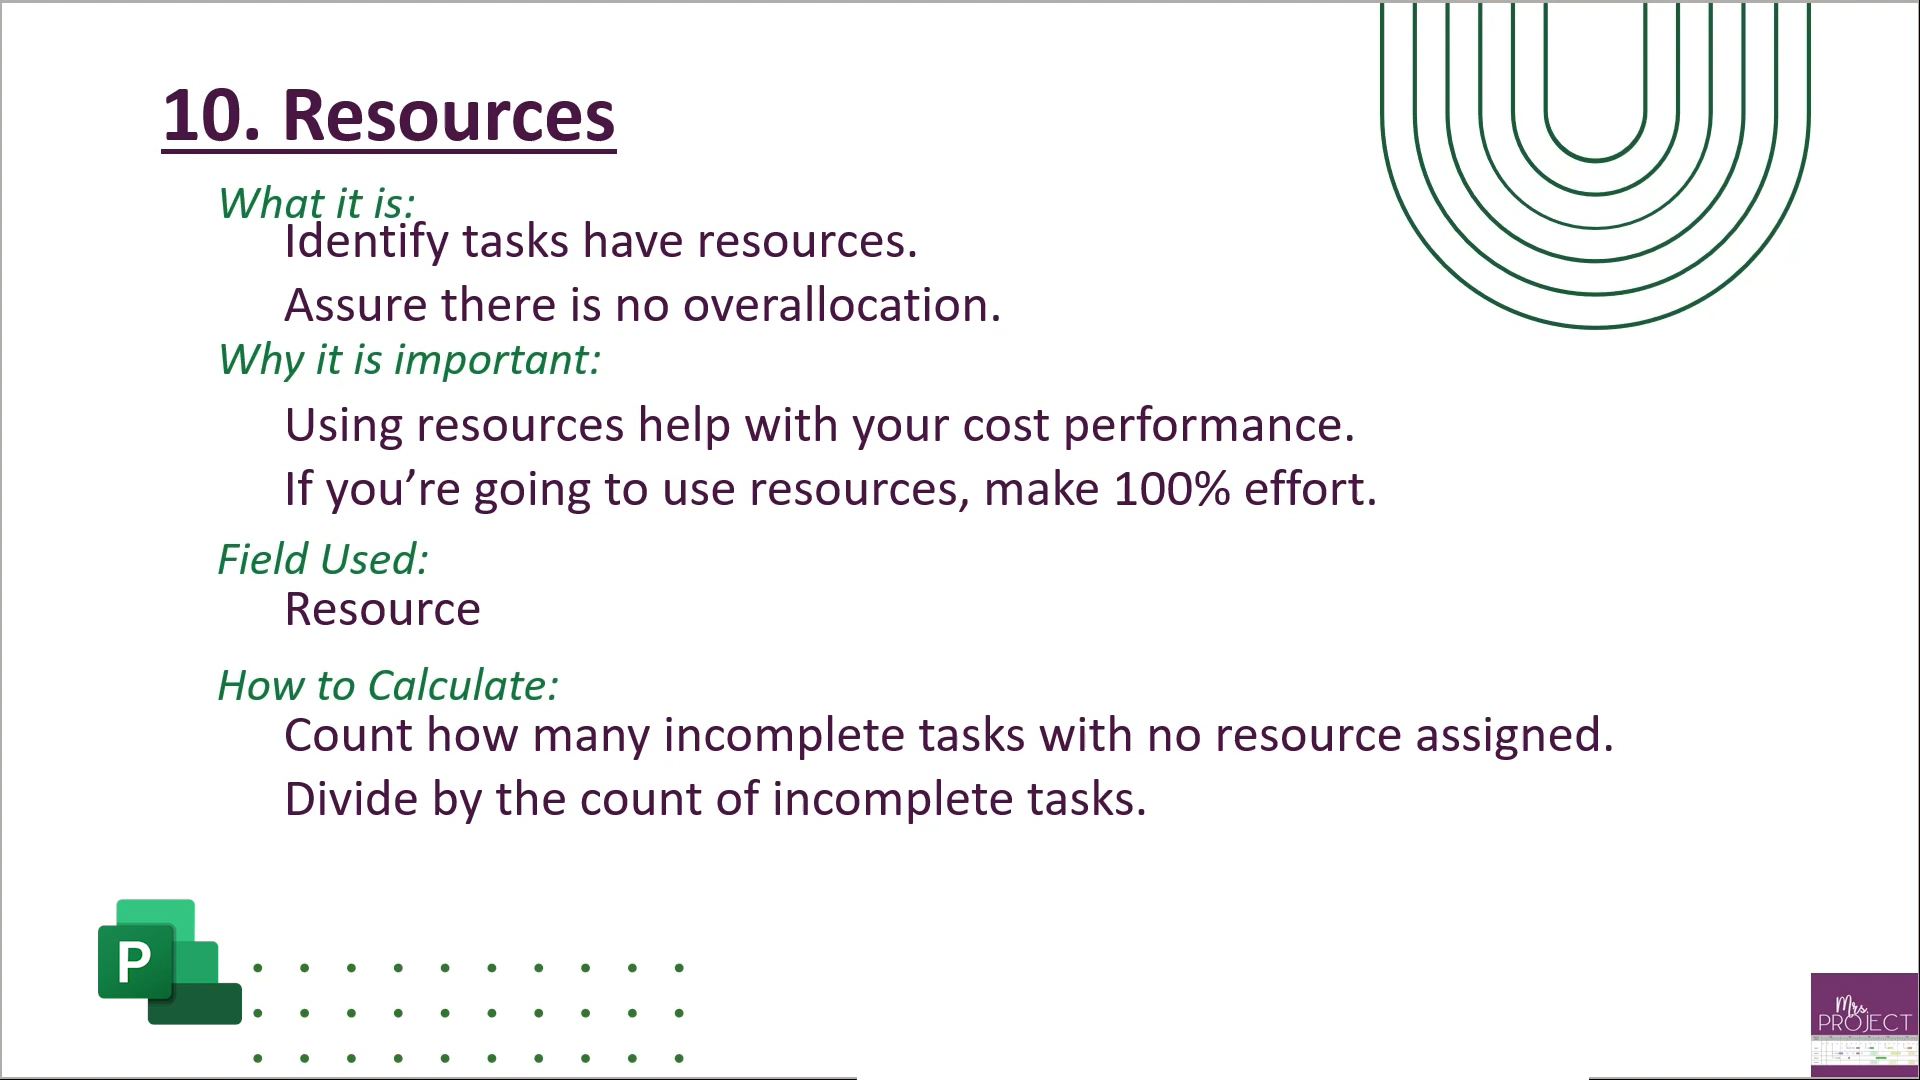 10. Resources
What it is:
Identify tasks have resources.
Assure there is no overallocation.
Why it is important:
Using resources help with your cost performance.
If you’re going to use resources, make 100% effort.
Field Used:
Resource
How to Calculate:
Count how many incomplete tasks with no resource assigned.
Divide by the count of incomplete tasks.
P
Mrs.
PROJECT